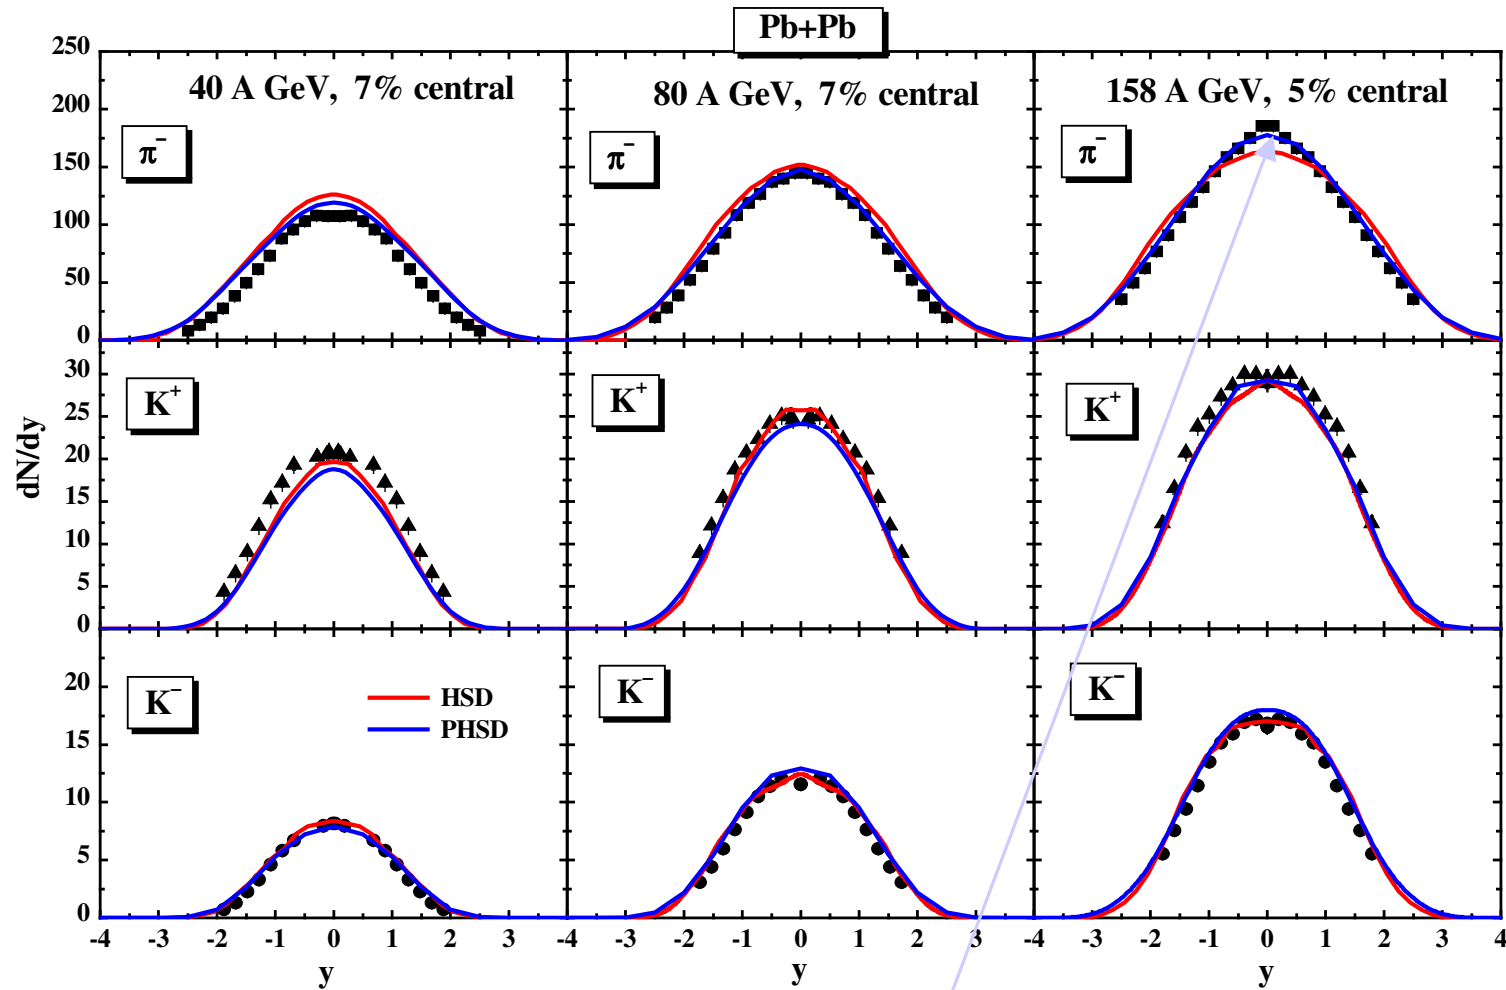 Pb+Pb
40 A GeV, 7% central
80 A GeV, 7% central
158 A GeV, 5% central
250
200
150
100
50
0
π⁻
π⁻
π⁻
dN/dy
30
25
20
15
10
5
0
K⁺
K⁺
K⁺
20
15
10
5
0
K⁻
HSD
PHSD
K⁻
K⁻
-4 -3 -2 -1 0 1 2 3 -4 -3 -2 -1 0 1 2 3 -4 -3 -2 -1 0 1 2 3 4
y y y